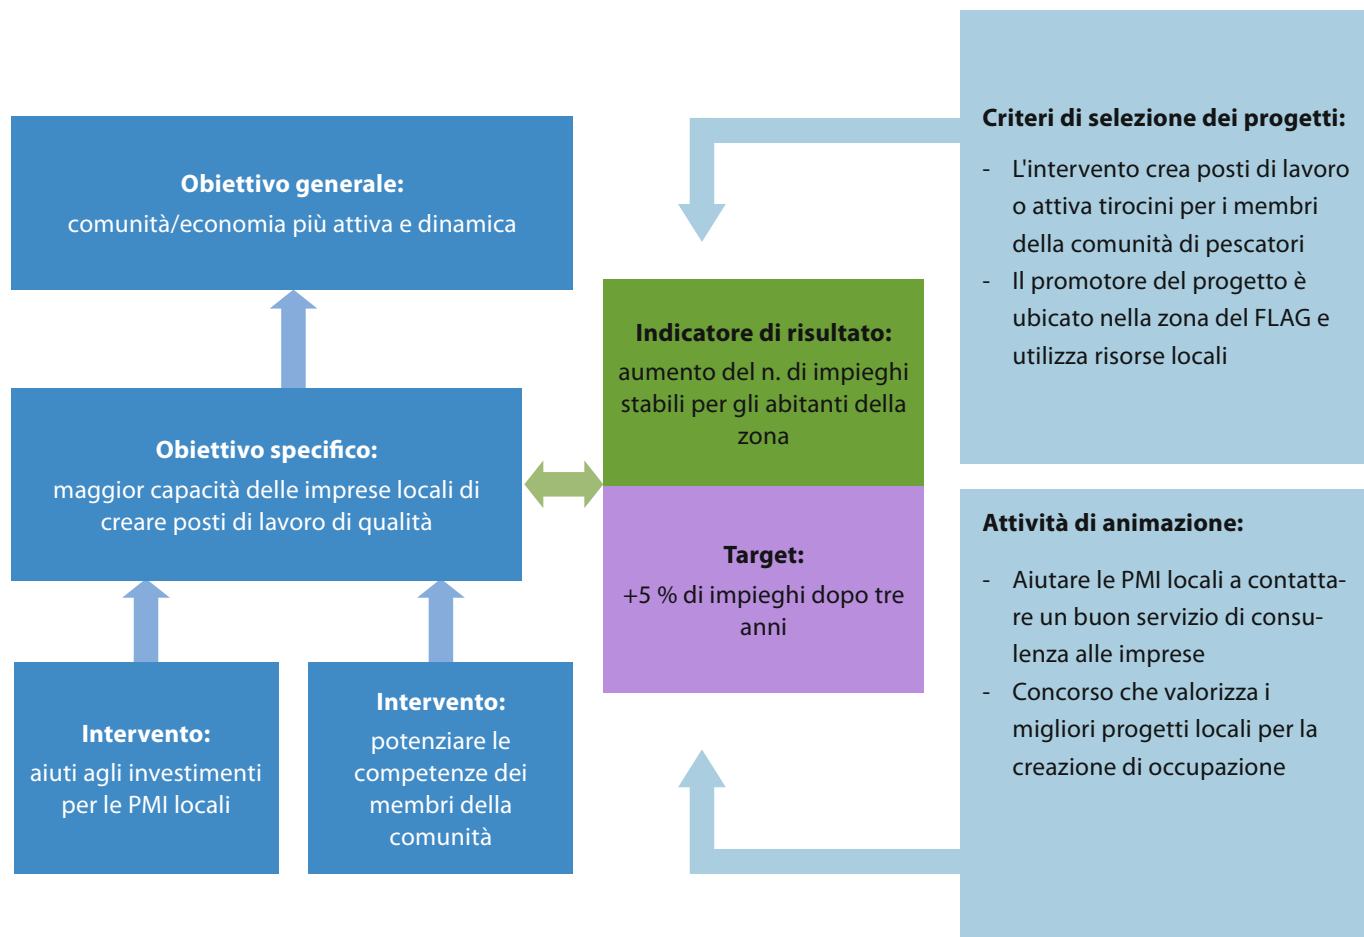 Obiettivo generale:
comunità/economia più attiva e dinamica
Obiettivo specifico:
maggior capacità delle imprese locali di
creare posti di lavoro di qualità
Intervento:
aiuti agli investimenti
per le PMI locali
Intervento:
potenziare le
competenze dei
membri della
comunità
Indicatore di risultato:
aumento del n. di impieghi
stabili per gli abitanti della
zona
Target:
+5 % di impieghi dopo tre
anni
Criteri di selezione dei progetti:
- L'intervento crea posti di lavoro
o attiva tirocini per i membri
della comunità di pescatori
- Il promotore del progetto è
ubicato nella zona del FLAG e
utilizza risorse locali
Attività di animazione:
- Aiutare le PMI locali a contatta-
re un buon servizio di consu-
lenza alle imprese
- Concorso che valorizza i
migliori progetti locali per la
creazione di occupazione